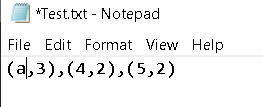 *Test.txt - Notepad
File Edit Format View Help
(a,3),(4,2),(5,2)